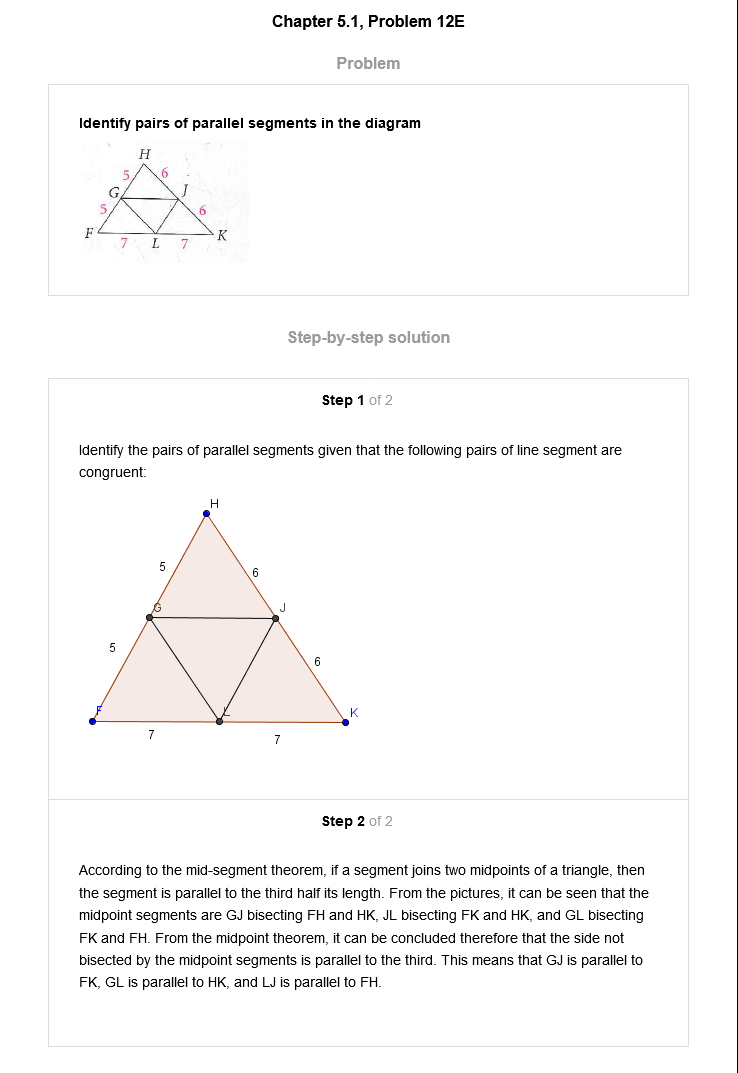 Chapter 5.1, Problem 12E
Problem
Identify pairs of parallel segments in the diagram
H
5 6
G J
5 6
F K
7 L 7
Step-by-step solution
Step 1 of 2
Identify the pairs of parallel segments given that the following pairs of line segment are
congruent:
H
5 6
G J
5 6
F L K
7 7
Step 2 of 2
According to the mid-segment theorem, if a segment joins two midpoints of a triangle, then
the segment is parallel to the third half its length. From the pictures, it can be seen that the
midpoint segments are GJ bisecting FH and HK, JL bisecting FK and HK, and GL bisecting
FK and FH. From the midpoint theorem, it can be concluded therefore that the side not
bisected by the midpoint segments is parallel to the third. This means that GJ is parallel to
FK, GL is parallel to HK, and LJ is parallel to FH.